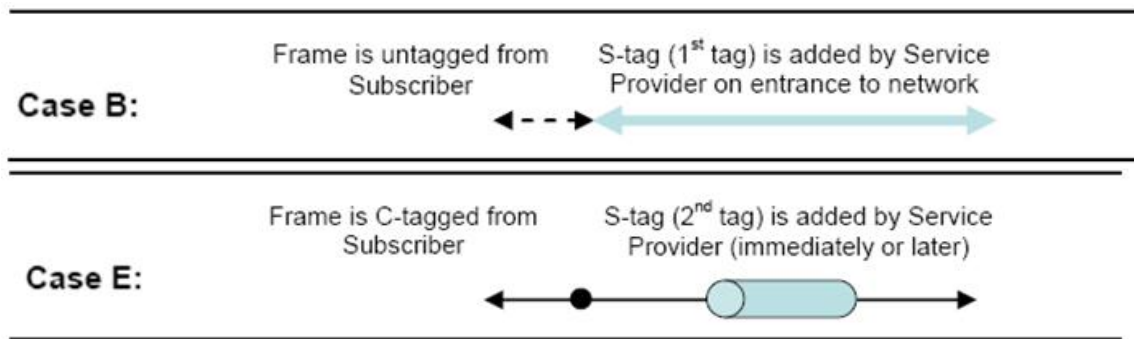 Frame is untagged from
Subscriber
S-tag (1st tag) is added by Service
Provider on entrance to network
Case B:
Frame is C-tagged from
Subscriber
S-tag (2nd tag) is added by Service
Provider (immediately or later)
Case E: